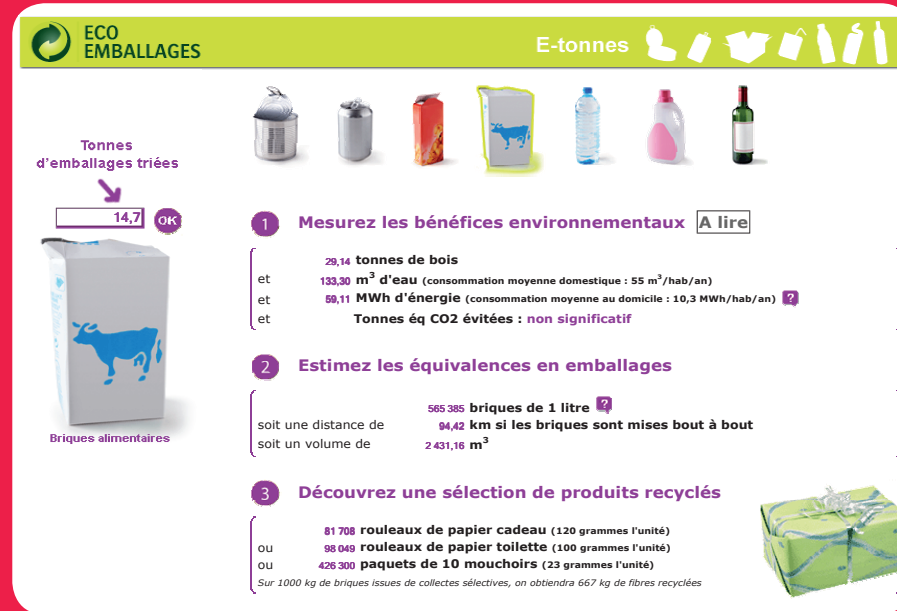 ECO
EMBALLAGES
E-tonnes
Tonnes
d'emballages triées
14,7 OK
Briques alimentaires
1 Mesurez les bénéfices environnementaux A lire
29,14 tonnes de bois
et 133,30 m³ d'eau (consommation moyenne domestique : 55 m³/hab/an)
et 59,11 MWh d'énergie (consommation moyenne au domicile : 10,3 MWh/hab/an) ?
et Tonnes éq CO2 évitées : non significatif
2 Estimez les équivalences en emballages
565 385 briques de 1 litre ?
soit une distance de 94,42 km si les briques sont mises bout à bout
soit un volume de 2 431,16 m³
3 Découvrez une sélection de produits recyclés
81 708 rouleaux de papier cadeau (120 grammes l'unité)
ou 98 049 rouleaux de papier toilette (100 grammes l'unité)
ou 426 300 paquets de 10 mouchoirs (23 grammes l'unité)
Sur 1000 kg de briques issues de collectes sélectives, on obtiendra 667 kg de fibres recyclées